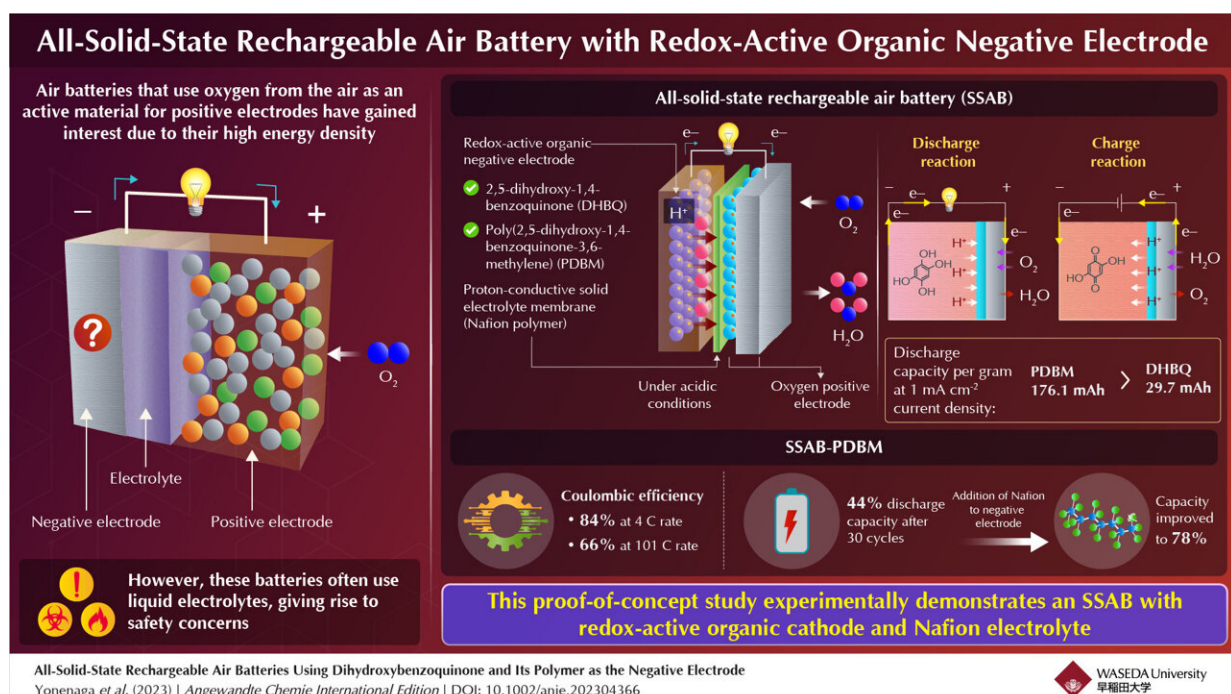 All-Solid-State Rechargeable Air Battery with Redox-Active Organic Negative Electrode
Air batteries that use oxygen from the air as an
active material for positive electrodes have gained
interest due to their high energy density
−
+
?
O₂
Electrolyte
Negative electrode
Positive electrode
!
However, these batteries often use
liquid electrolytes, giving rise to
safety concerns
All-solid-state rechargeable air battery (SSAB)
Redox-active organic
negative electrode
2,5-dihydroxy-1,4-
benzoquinone (DHBQ)
Poly(2,5-dihydroxy-1,4-
benzoquinone-3,6-
methylene) (PDBM)
Proton-conductive solid
electrolyte membrane
(Nafion polymer)
e−
e−
H⁺
O₂
H₂O
Under acidic
conditions
Oxygen positive
electrode
Discharge
reaction
−
e−
+
e−
e−
OH
HO
OH
HO
OH
H⁺
H⁺
H⁺
O₂
H₂O
Charge
reaction
−
+
e−
e−
e−
O
OH
HO
O
H⁺
H⁺
H⁺
H₂O
O₂
Discharge
capacity per gram
at 1 mA cm⁻²
current density:
PDBM
176.1 mAh
>
DHBQ
29.7 mAh
SSAB-PDBM
Coulombic efficiency
• 84% at 4 C rate
• 66% at 101 C rate
44% discharge
capacity after
30 cycles
Addition of Nafion
to negative
electrode
Capacity
improved
to 78%
This proof-of-concept study experimentally demonstrates an SSAB with
redox-active organic cathode and Nafion electrolyte
All-Solid-State Rechargeable Air Batteries Using Dihydroxybenzoquinone and Its Polymer as the Negative Electrode
Yonenaga et al. (2023) | Angewandte Chemie International Edition | DOI: 10.1002/anie.202304366
WASEDA University
早稲田大学